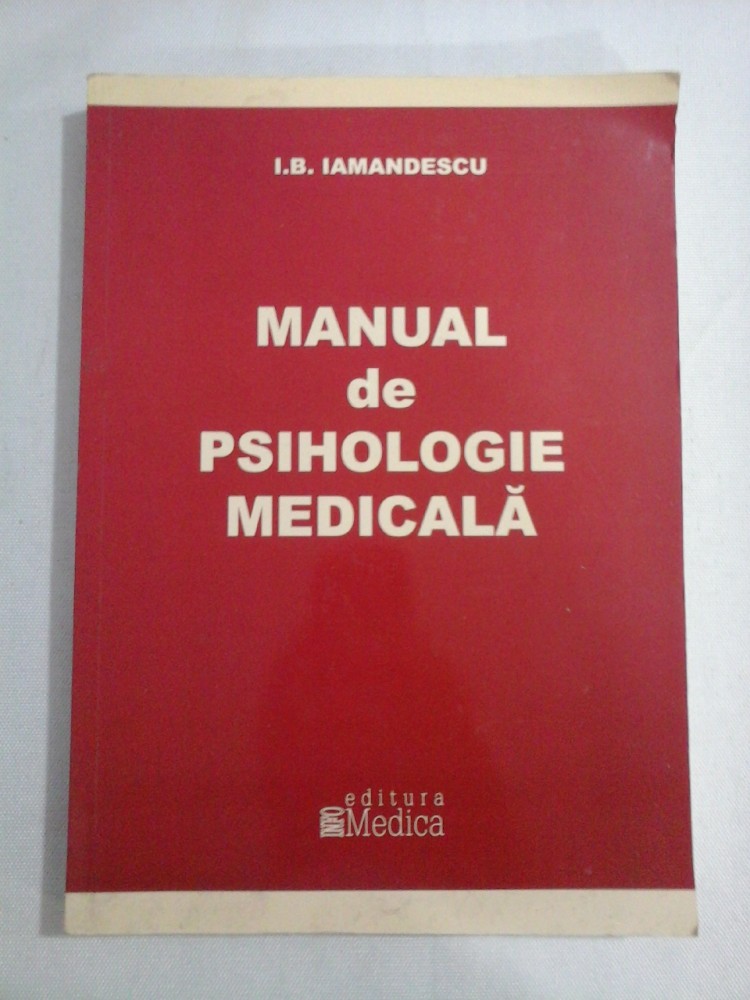 I.B. IAMANDESCU
MANUAL
de
PSIHOLOGIE
MEDICALĂ
editura
INFO Medica